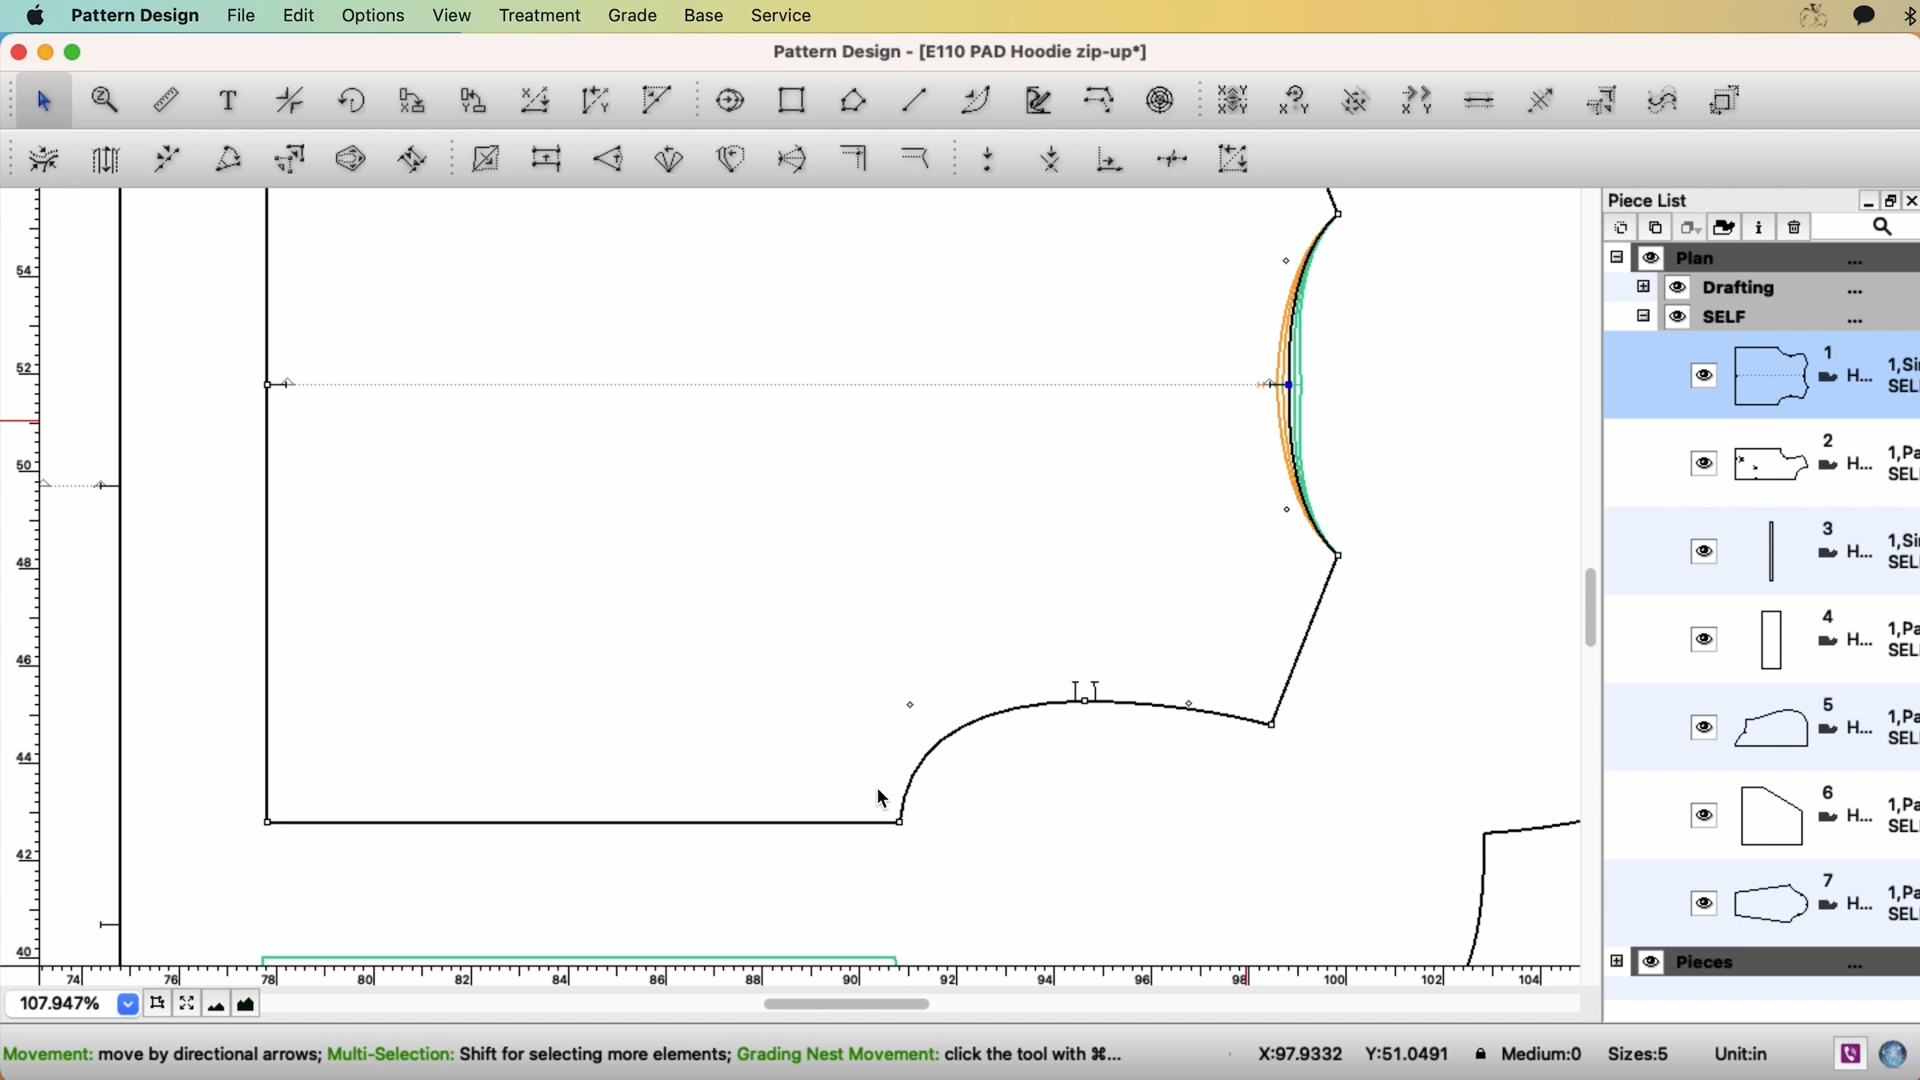 Pattern Design File Edit Options View Treatment Grade Base Service
Pattern Design - [E110 PAD Hoodie zip-up*]
Piece List
Plan ...
Drafting ...
SELF ...
1 H... 1,Si
SEL
2 H... 1,Pa
SEL
3 H... 1,Si
SEL
4 H... 1,Pa
SEL
5 H... 1,Pa
SEL
6 H... 1,Pa
SEL
7 H... 1,Pa
SEL
Pieces ...
54
52
50
48
46
44
42
40
74 76 78 80 82 84 86 88 90 92 94 96 98 100 102 104
107.947%
Movement: move by directional arrows; Multi-Selection: Shift for selecting more elements; Grading Nest Movement: click the tool with ⌘... X:97.9332 Y:51.0491 Medium:0 Sizes:5 Unit:in